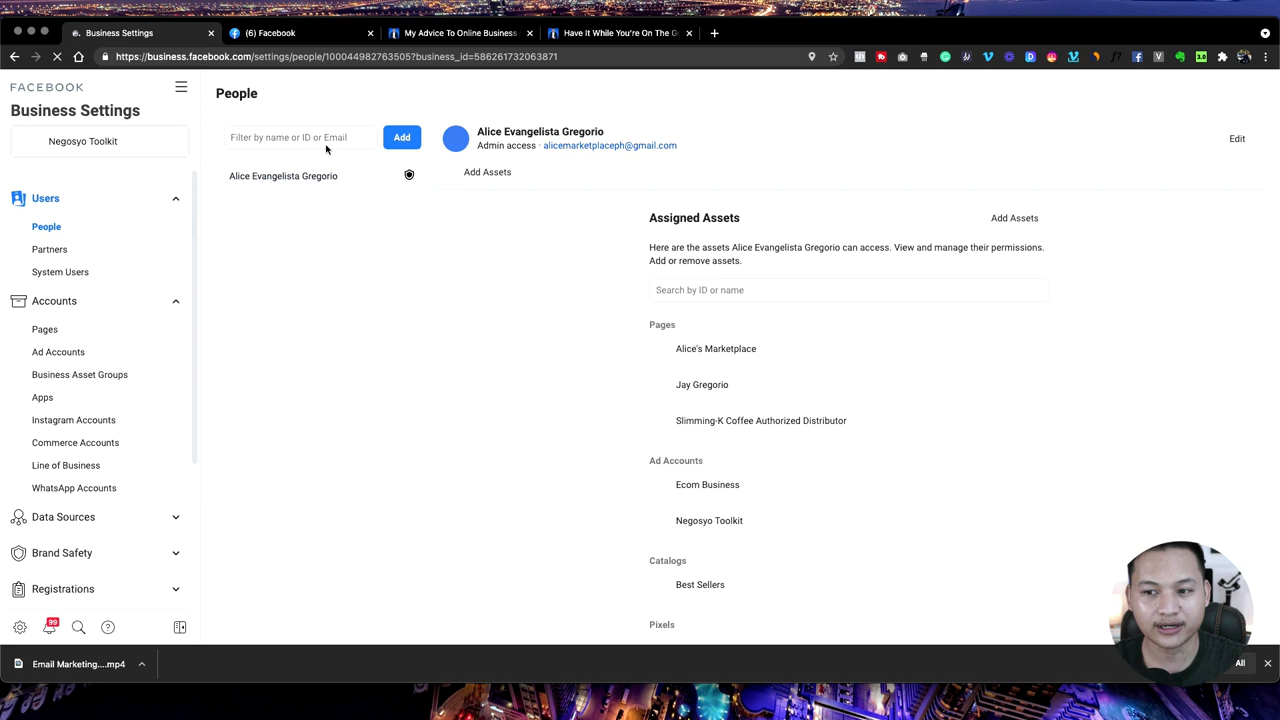 Business Settings
(6) Facebook
My Advice To Online Business
Have It While You're On The G
https://business.facebook.com/settings/people/100044982763505?business_id=586261732063871
FACEBOOK
Business Settings
Negosyo Toolkit
Users
People
Partners
System Users
Accounts
Pages
Ad Accounts
Business Asset Groups
Apps
Instagram Accounts
Commerce Accounts
Line of Business
WhatsApp Accounts
Data Sources
Brand Safety
Registrations
99
People
Filter by name or ID or Email
Add
Alice Evangelista Gregorio
Alice Evangelista Gregorio
Admin access · alicemarketplaceph@gmail.com
Edit
Add Assets
Assigned Assets
Add Assets
Here are the assets Alice Evangelista Gregorio can access. View and manage their permissions.
Add or remove assets.
Search by ID or name
Pages
Alice's Marketplace
Jay Gregorio
Slimming-K Coffee Authorized Distributor
Ad Accounts
Ecom Business
Negosyo Toolkit
Catalogs
Best Sellers
Pixels
Email Marketing....mp4
All